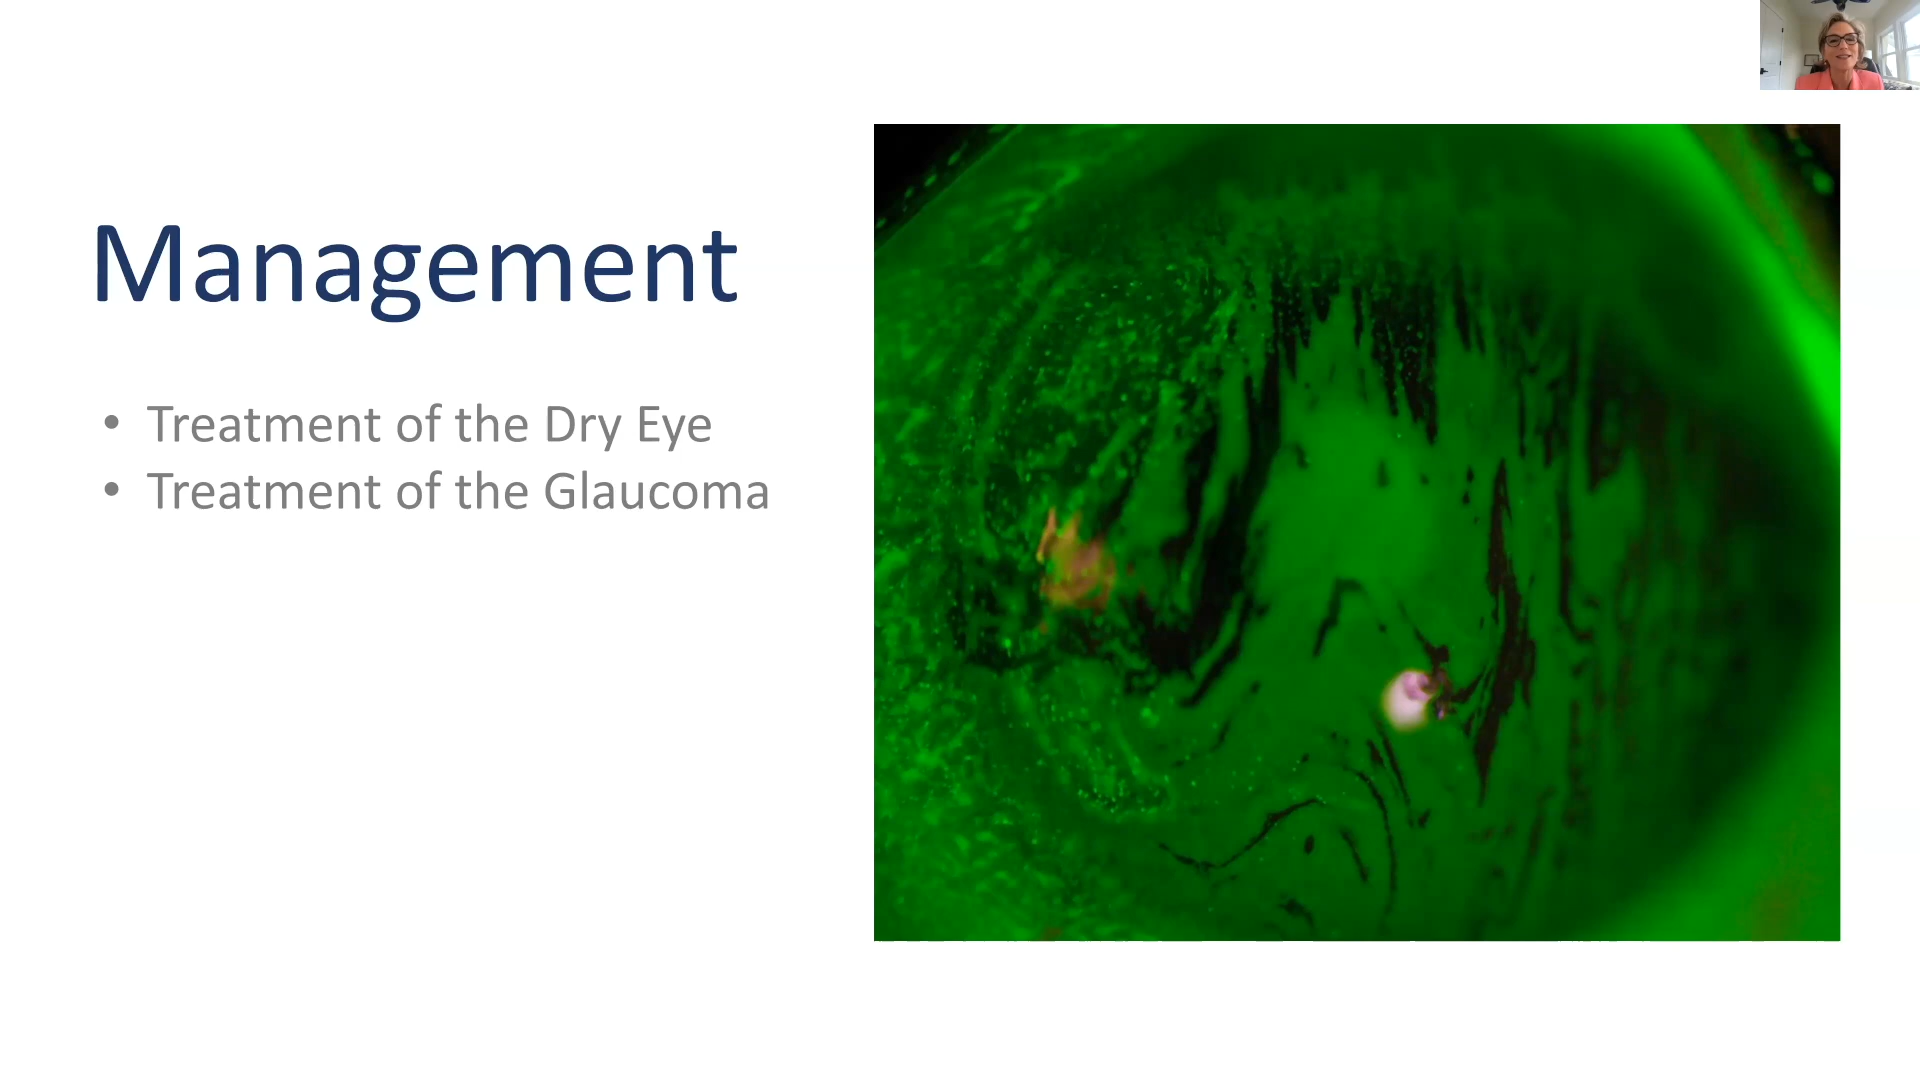 Management
• Treatment of the Dry Eye
• Treatment of the Glaucoma